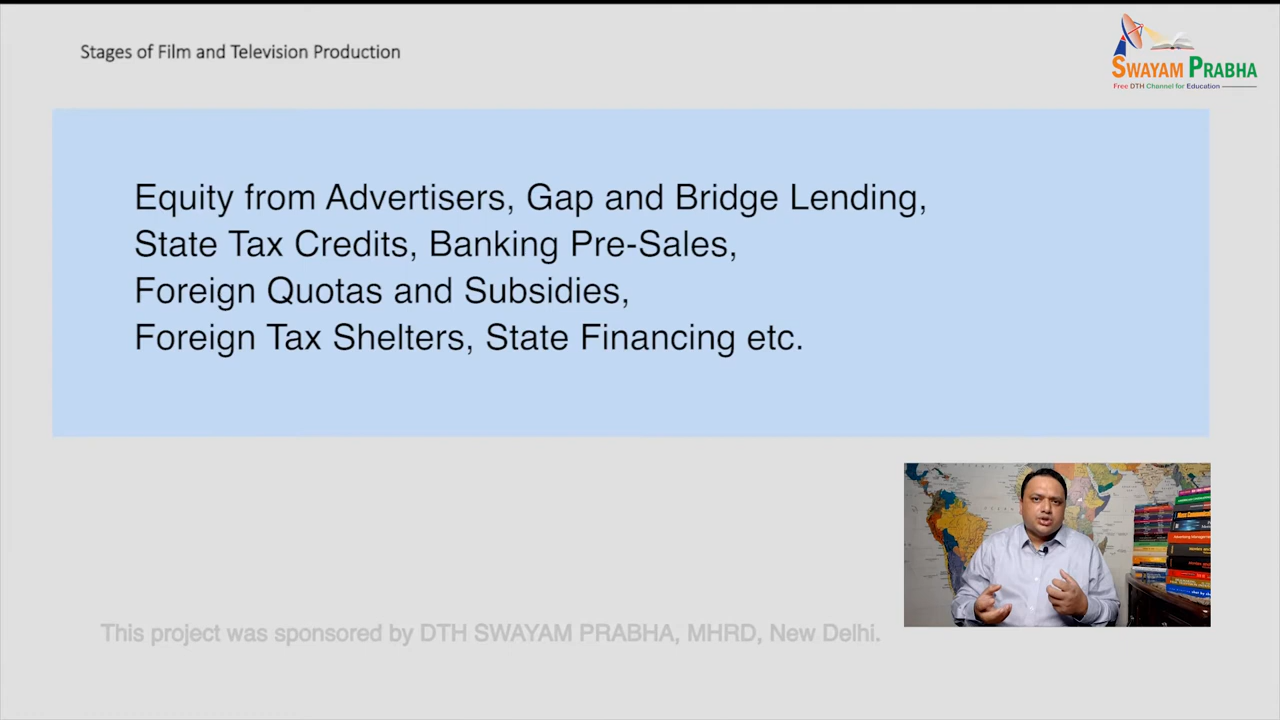 Stages of Film and Television Production
SWAYAM PRABHA
Free DTH Channel for Education
Equity from Advertisers, Gap and Bridge Lending,
State Tax Credits, Banking Pre-Sales,
Foreign Quotas and Subsidies,
Foreign Tax Shelters, State Financing etc.
This project was sponsored by DTH SWAYAM PRABHA, MHRD, New Delhi.